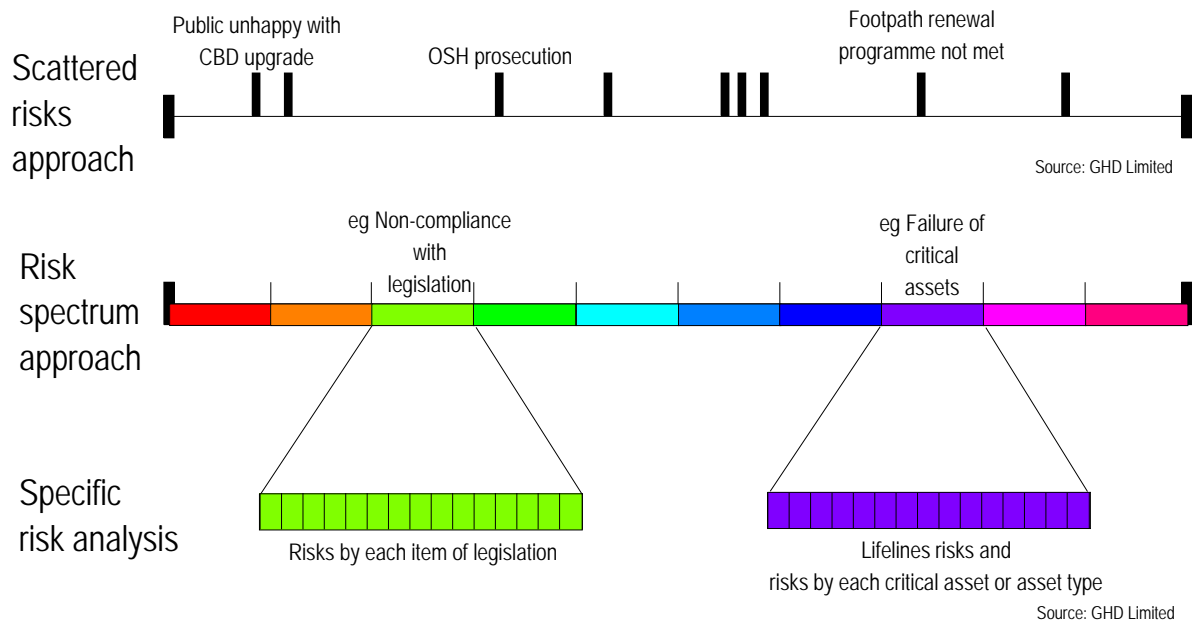 Public unhappy with
CBD upgrade
OSH prosecution
Footpath renewal
programme not met
Scattered
risks
approach
Source: GHD Limited
eg Non-compliance
with
legislation
eg Failure of
critical
assets
Risk
spectrum
approach
Specific
risk analysis
Risks by each item of legislation
Lifelines risks and
risks by each critical asset or asset type
Source: GHD Limited